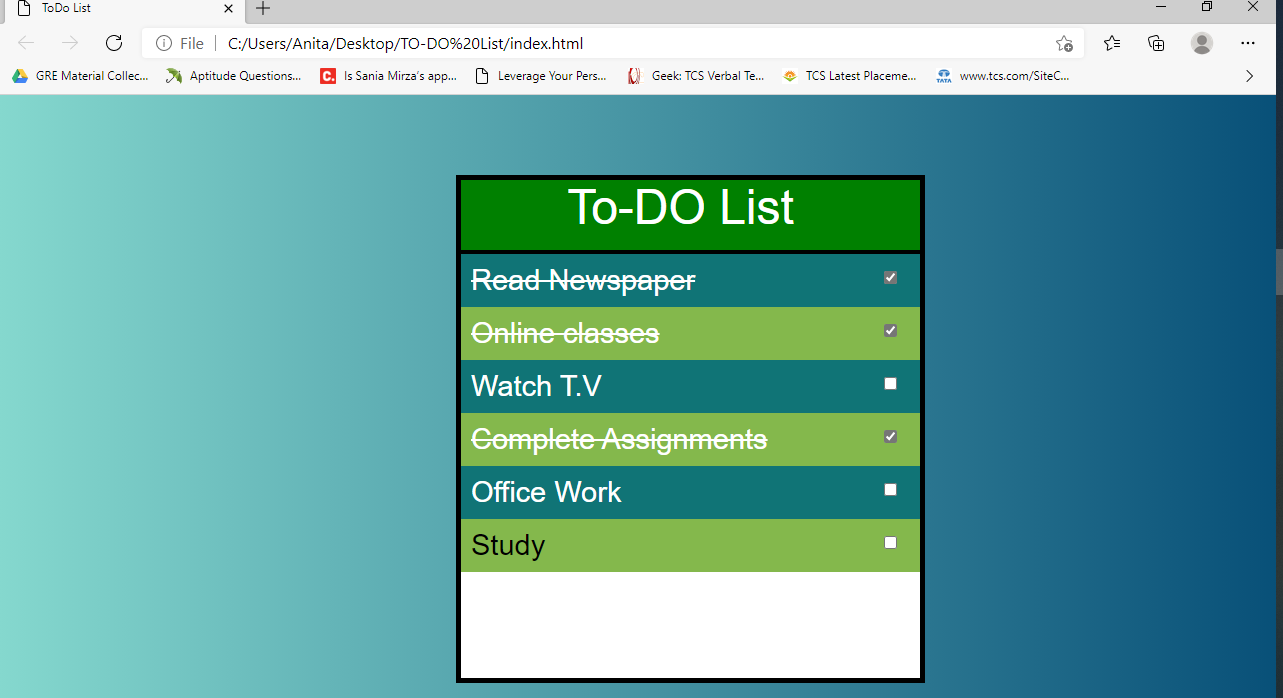 ToDo List
File C:/Users/Anita/Desktop/TO-DO%20List/index.html
GRE Material Collec... Aptitude Questions... C. Is Sania Mirza's app... Leverage Your Pers... Geek: TCS Verbal Te... TCS Latest Placeme... TATA www.tcs.com/SiteC...
To-DO List
Read Newspaper
Online classes
Watch T.V
Complete Assignments
Office Work
Study